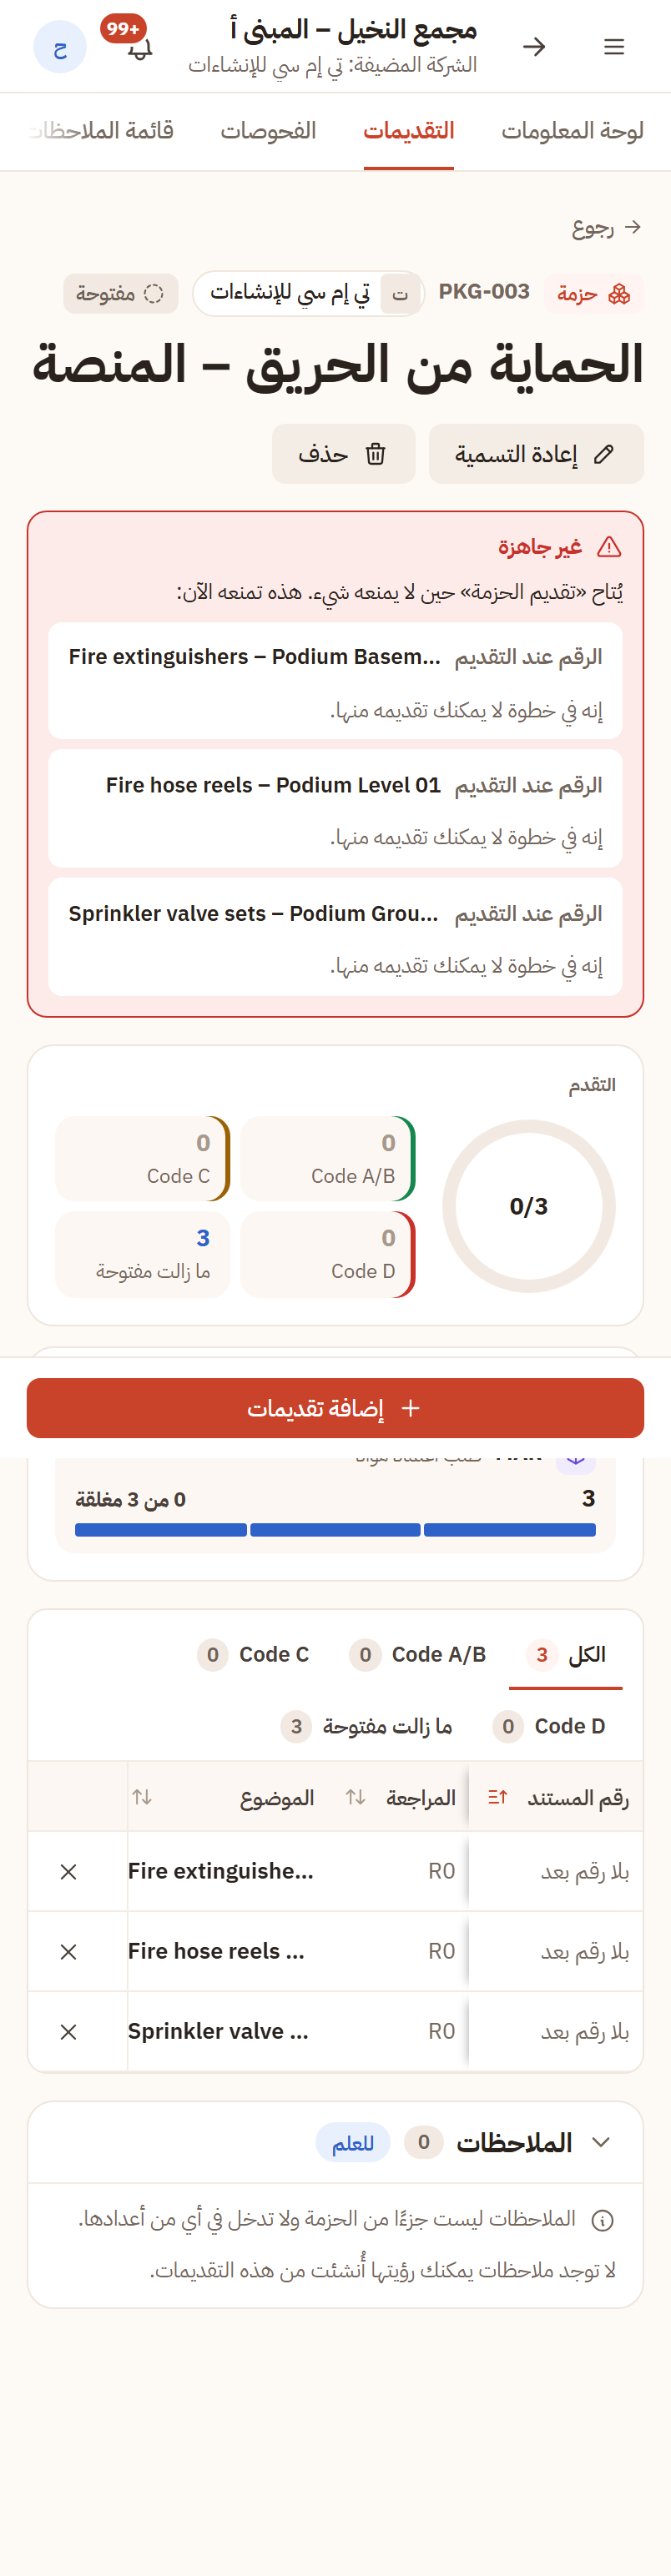 مجمع النخيل – المبنى أ
الشركة المضيفة: تي إم سي للإنشاءات
99+
ح
لوحة المعلومات
التقديمات
الفحوصات
قائمة الملاحظات
رجوع
حزمة
PKG-003
ت
تي إم سي للإنشاءات
مفتوحة
الحماية من الحريق – المنصة
إعادة التسمية
حذف
غير جاهزة
يُتاح «تقديم الحزمة» حين لا يمنعه شيء. هذه تمنعه الآن:
الرقم عند التقديم Fire extinguishers – Podium Basem...
إنه في خطوة لا يمكنك تقديمه منها.
الرقم عند التقديم Fire hose reels – Podium Level 01
إنه في خطوة لا يمكنك تقديمه منها.
الرقم عند التقديم Sprinkler valve sets – Podium Grou...
إنه في خطوة لا يمكنك تقديمه منها.
التقدم
0/3
0
Code A/B
0
Code C
0
Code D
3
ما زالت مفتوحة
إضافة تقديمات
3
0 من 3 مغلقة
الكل 3
Code A/B 0
Code C 0
Code D 0
ما زالت مفتوحة 3
رقم المستند
المراجعة
الموضوع
بلا رقم بعد R0 Fire extinguishe...
بلا رقم بعد R0 Fire hose reels ...
بلا رقم بعد R0 Sprinkler valve ...
الملاحظات 0 للعلم
الملاحظات ليست جزءًا من الحزمة ولا تدخل في أي من أعدادها.
لا توجد ملاحظات يمكنك رؤيتها أُنشئت من هذه التقديمات.